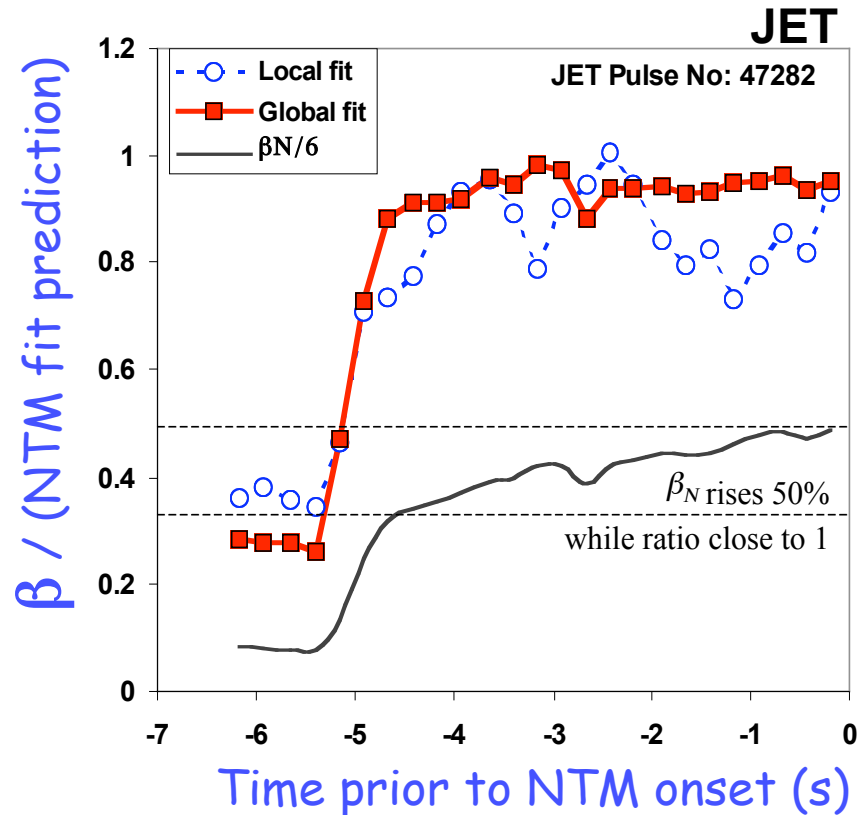 JET
JET Pulse No: 47282
Local fit
Global fit
βN/6
β / (NTM fit prediction)
1.2
1
0.8
0.6
0.4
0.2
0
βN rises 50%
while ratio close to 1
-7 -6 -5 -4 -3 -2 -1 0
Time prior to NTM onset (s)